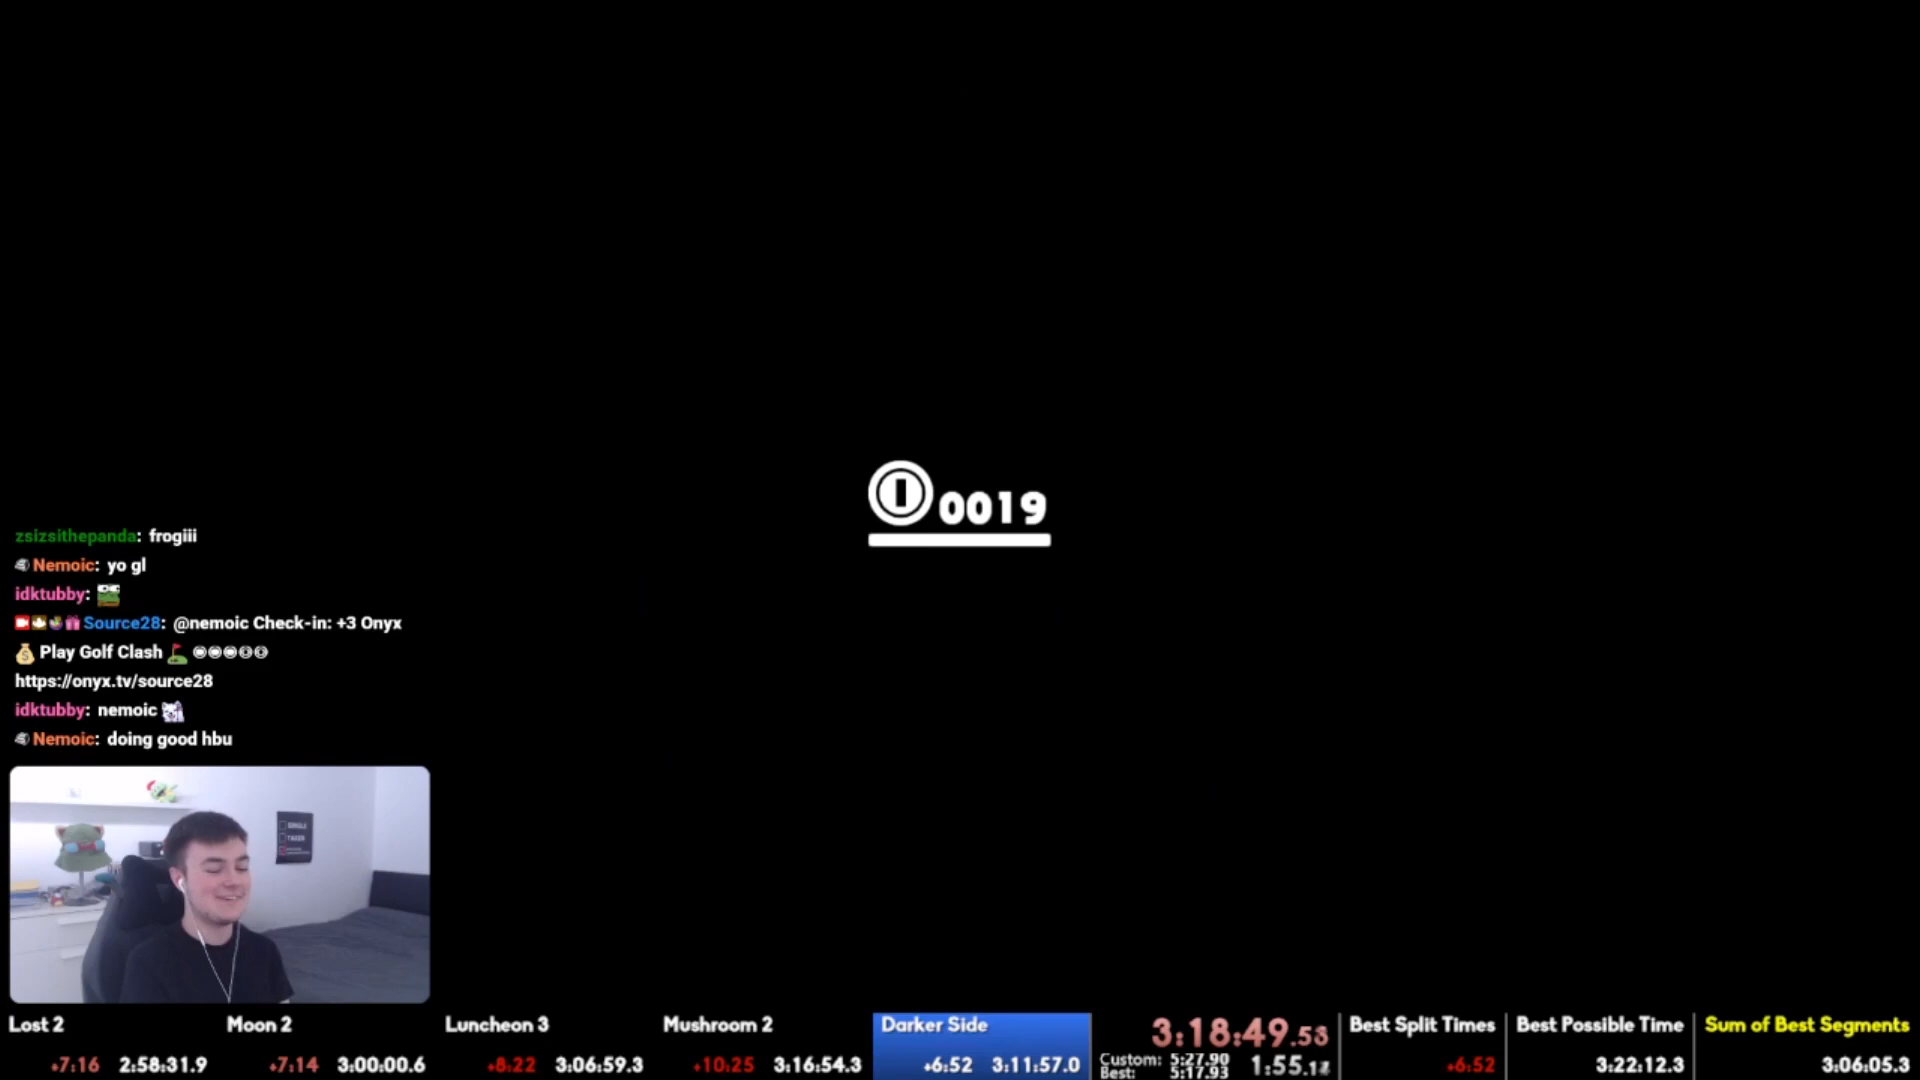 0019
zsizsithepanda: frogiii
Nemoic: yo gl
idktubby:
Source28: @nemoic Check-in: +3 Onyx
Play Golf Clash
https://onyx.tv/source28
idktubby: nemoic
Nemoic: doing good hbu
SINGLE
TAKEN
Lost 2
+7:16 2:58:31.9
Moon 2
+7:14 3:00:00.6
Luncheon 3
+8:22 3:06:59.3
Mushroom 2
+10:25 3:16:54.3
Darker Side
+6:52 3:11:57.0
3:18:49.53
Custom: 5:27.90
Best: 5:17.93
Best Split Times
+6:52
Best Possible Time
3:22:12.3
Sum of Best Segments
3:06:05.3